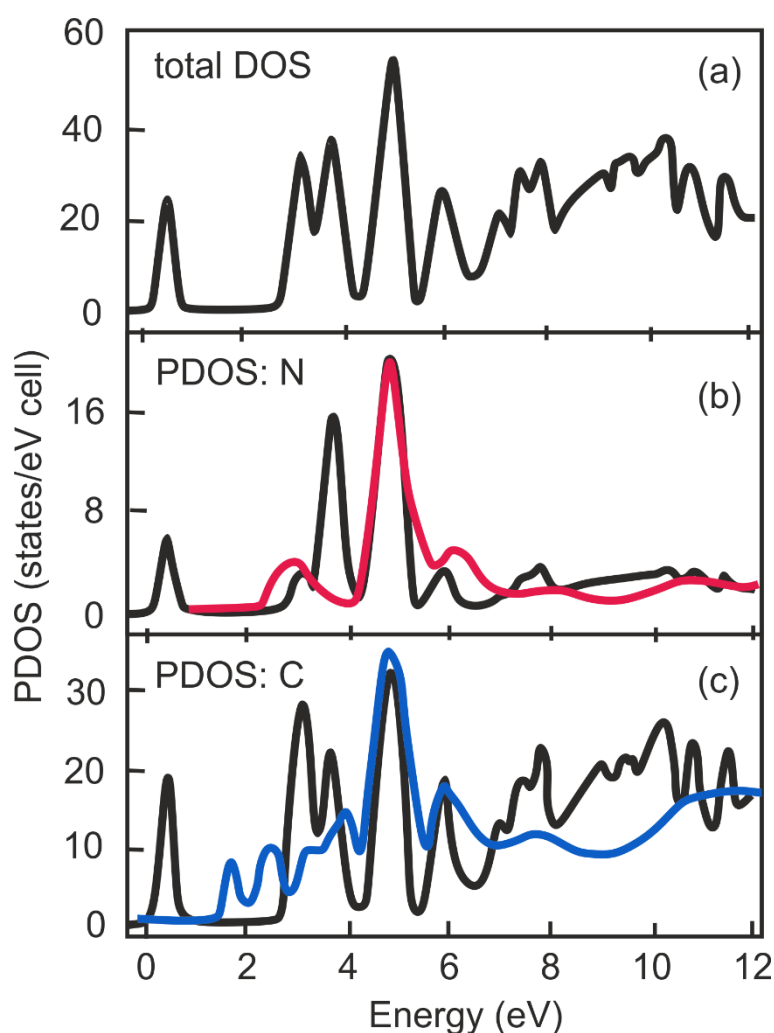 60
total DOS
(a)
40
20
0
PDOS (states/eV cell)
PDOS: N
(b)
16
8
0
PDOS: C
(c)
30
20
10
0
0 2 4 6 8 10 12
Energy (eV)